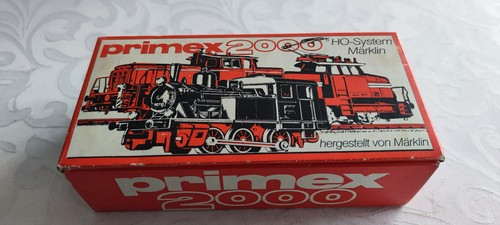 primex 2000
HO-System
Märklin
hergestellt von Märklin
primex
2000